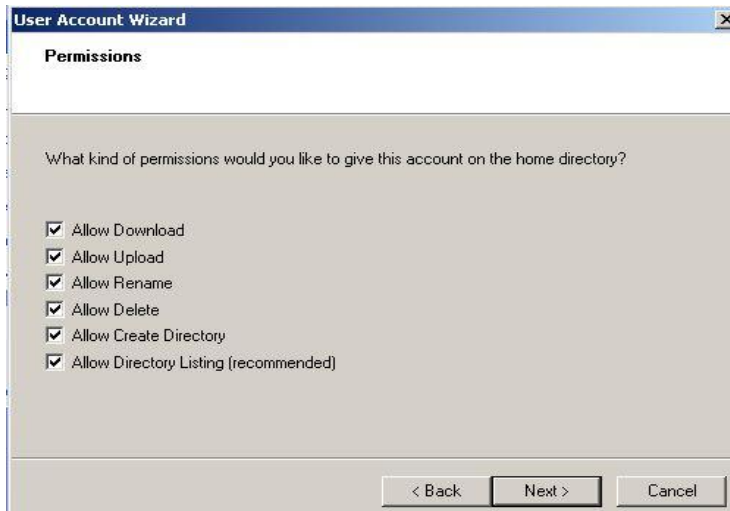 User Account Wizard
Permissions
What kind of permissions would you like to give this account on the home directory?
Allow Download
Allow Upload
Allow Rename
Allow Delete
Allow Create Directory
Allow Directory Listing (recommended)
< Back Next > Cancel